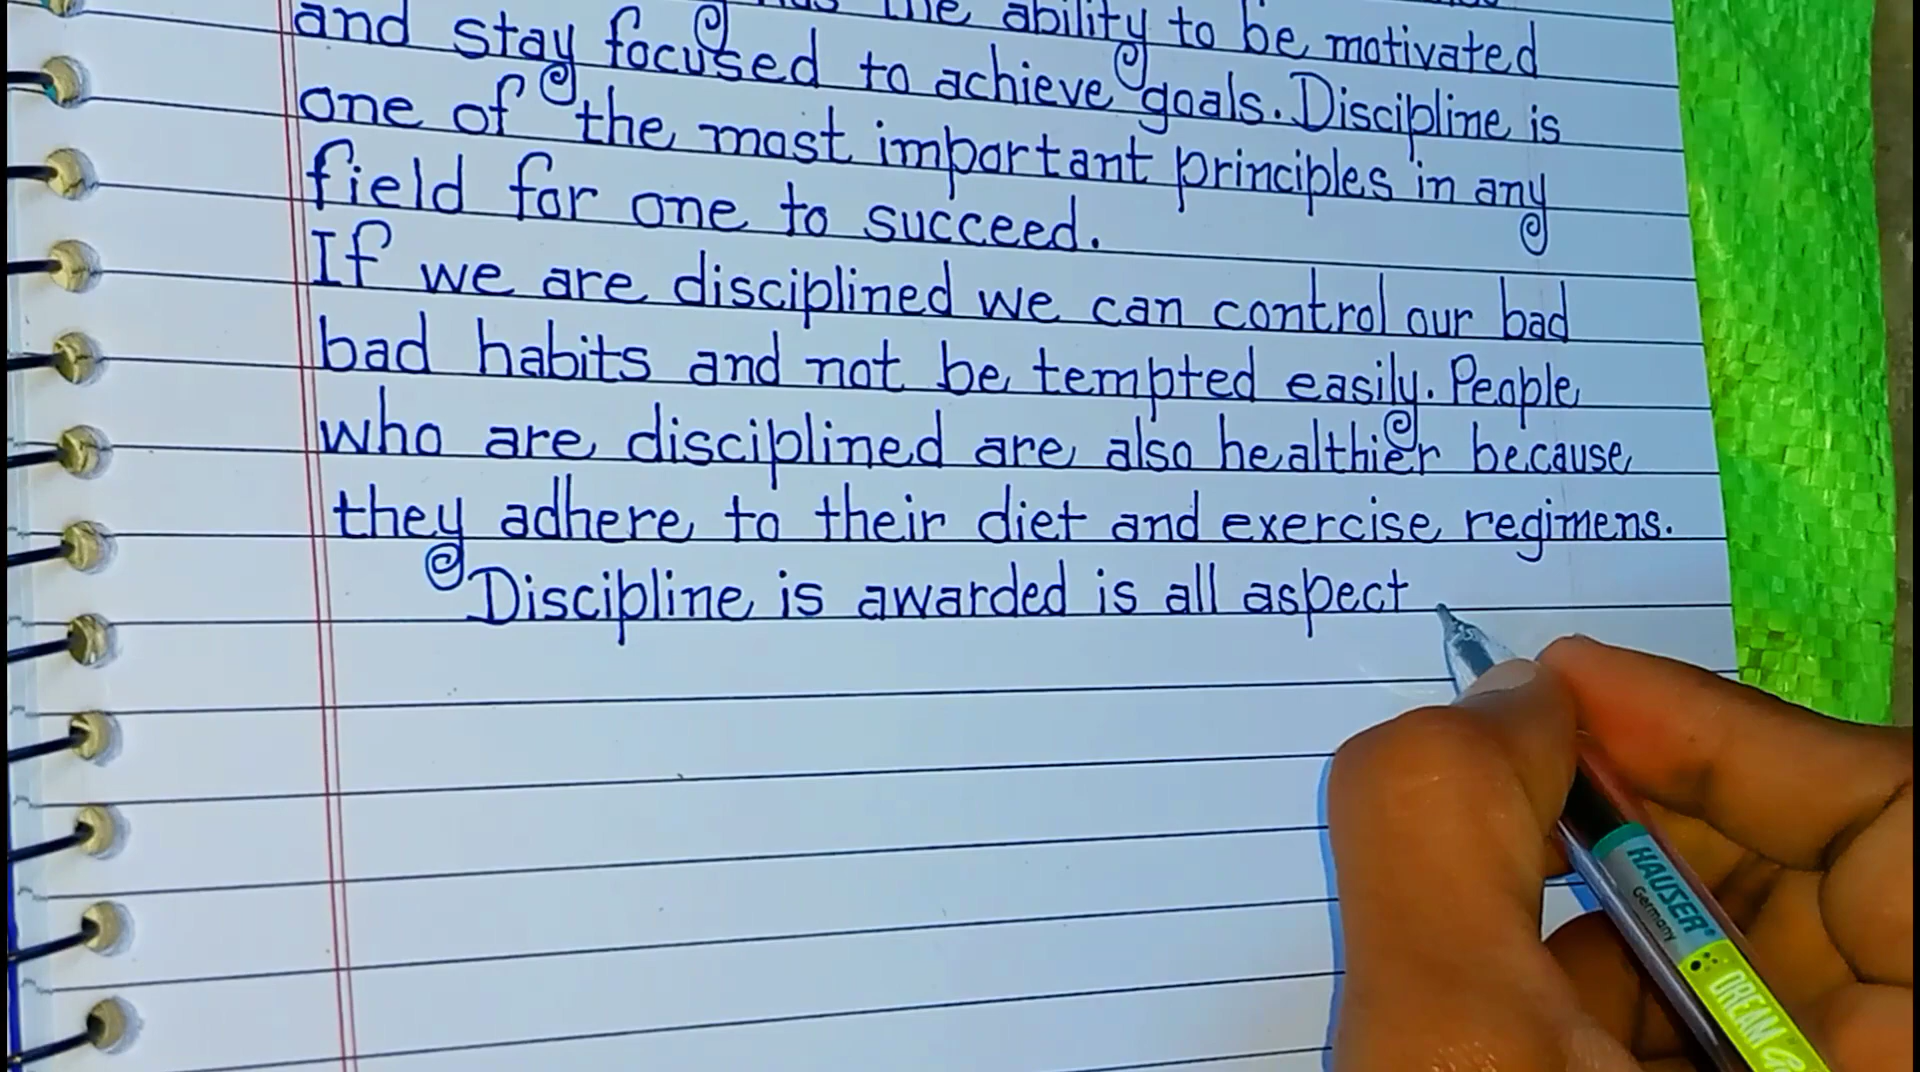 the ability to be motivated
and stay focused to achieve goals. Discipline is
one of the most important principles in any
field for one to succeed.
If we are disciplined we can control our bad
bad habits and not be tempted easily. People
who are disciplined are also healthier because
they adhere to their diet and exercise regimens.
Discipline is awarded is all aspect
HAUSER
Germany
DREAM